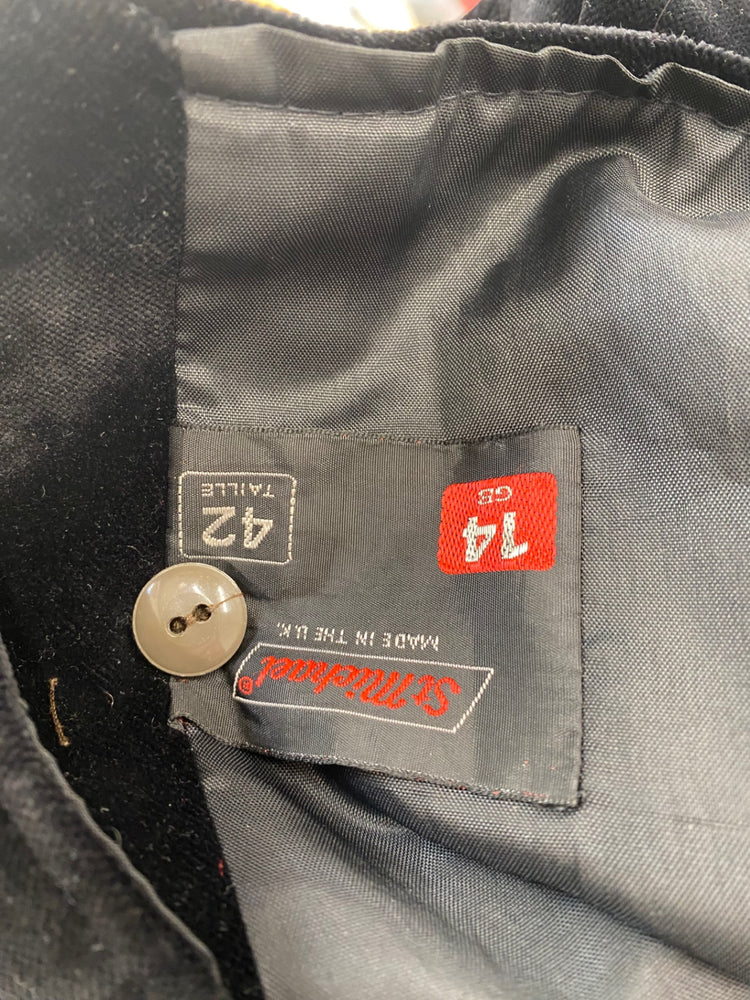 St Michael®
MADE IN THE U.K.
14
GB
42
TAILLE